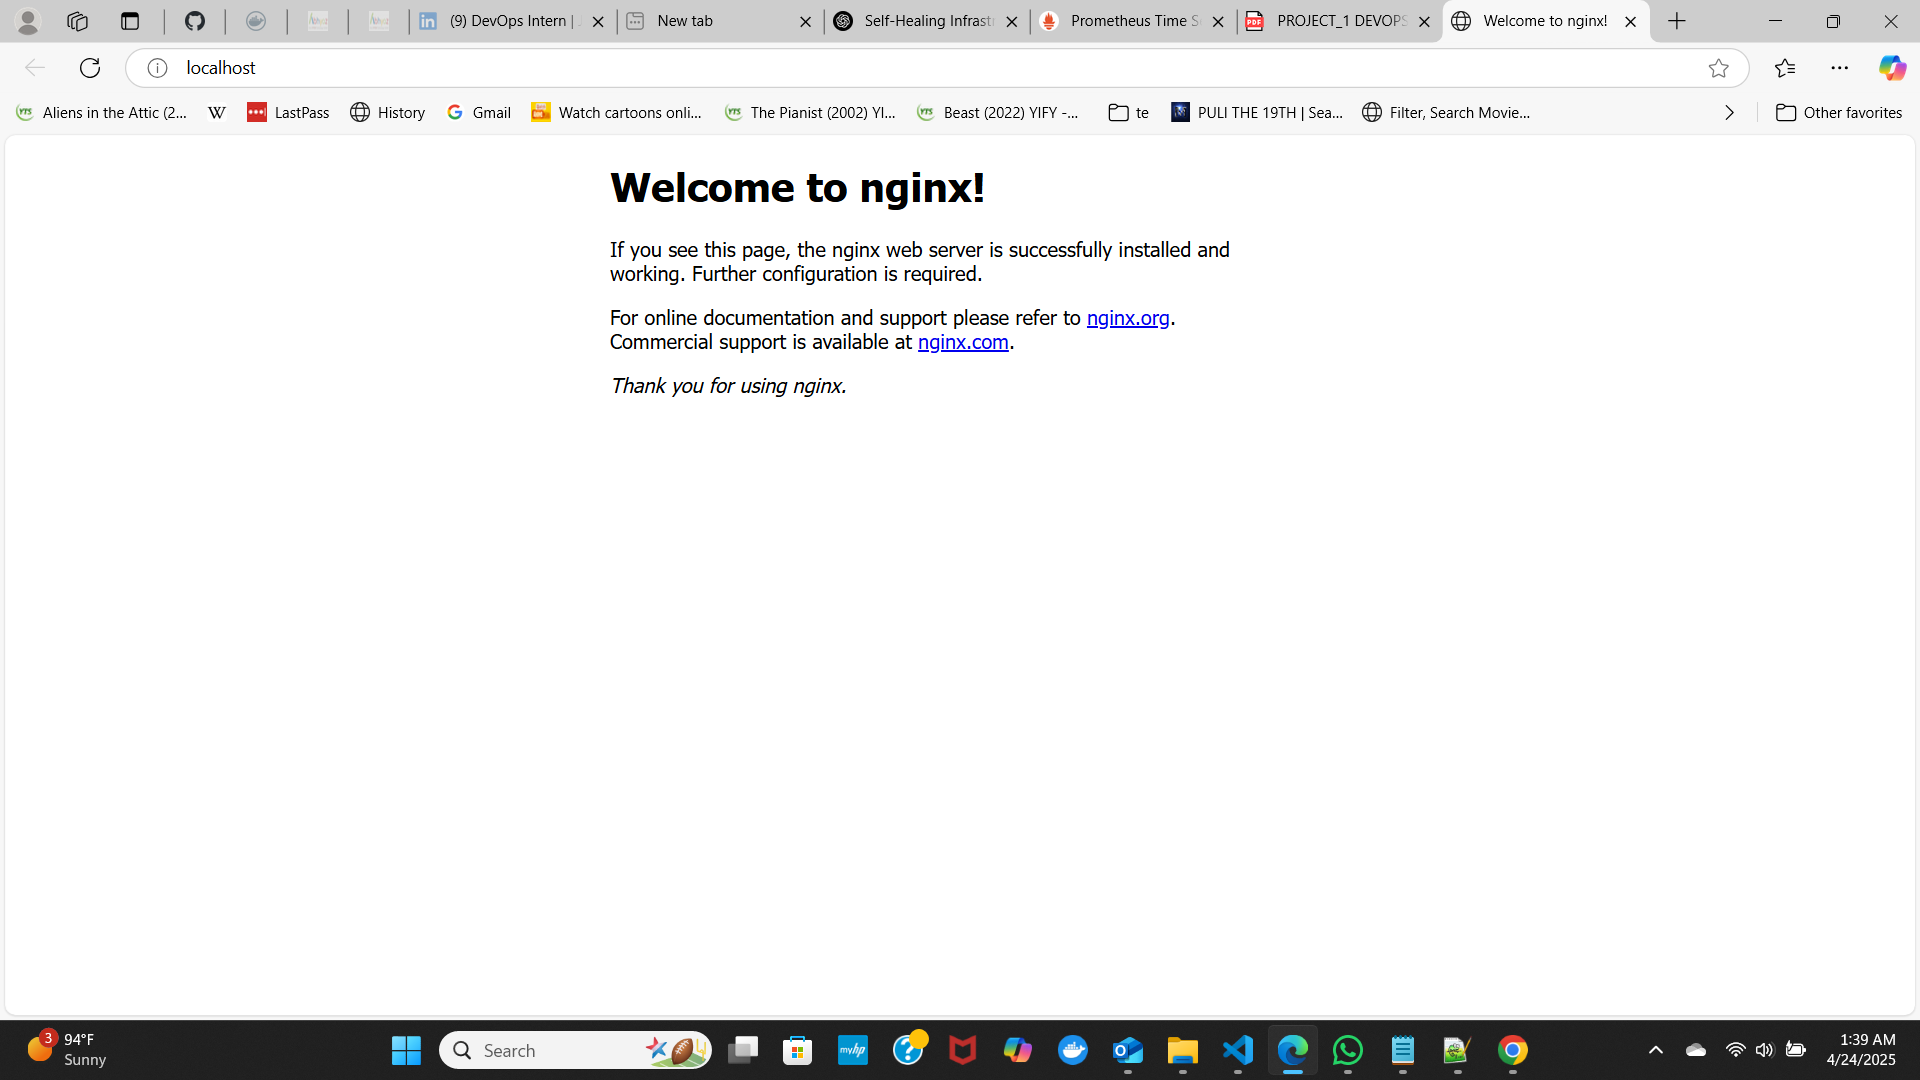 (9) DevOps Intern |
New tab
Self-Healing Infrast
Prometheus Time S
PROJECT_1 DEVOPS
Welcome to nginx!
localhost
Aliens in the Attic (2...
W
LastPass
History
Gmail
Watch cartoons onli...
The Pianist (2002) YI...
Beast (2022) YIFY -...
te
PULI THE 19TH | Sea...
Filter, Search Movie...
Other favorites
Welcome to nginx!
If you see this page, the nginx web server is successfully installed and
working. Further configuration is required.
For online documentation and support please refer to nginx.org.
Commercial support is available at nginx.com.
Thank you for using nginx.
3
94°F
Sunny
Search
myhp
1:39 AM
4/24/2025